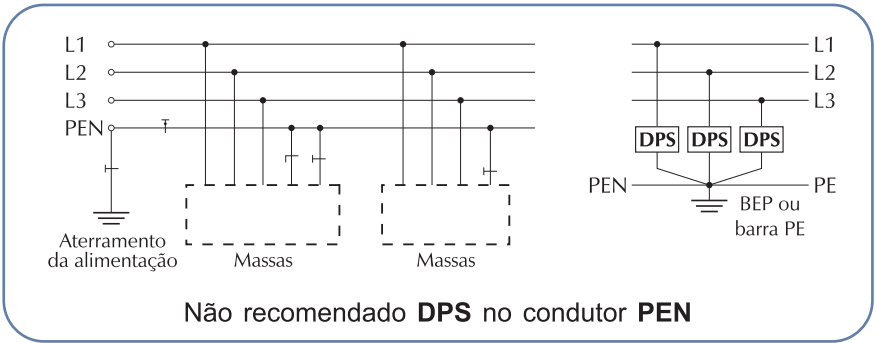 L1
L2
L3
PEN
Aterramento
da alimentação
Massas
Massas
L1
L2
L3
DPS DPS DPS
PEN PE
BEP ou
barra PE
Não recomendado DPS no condutor PEN